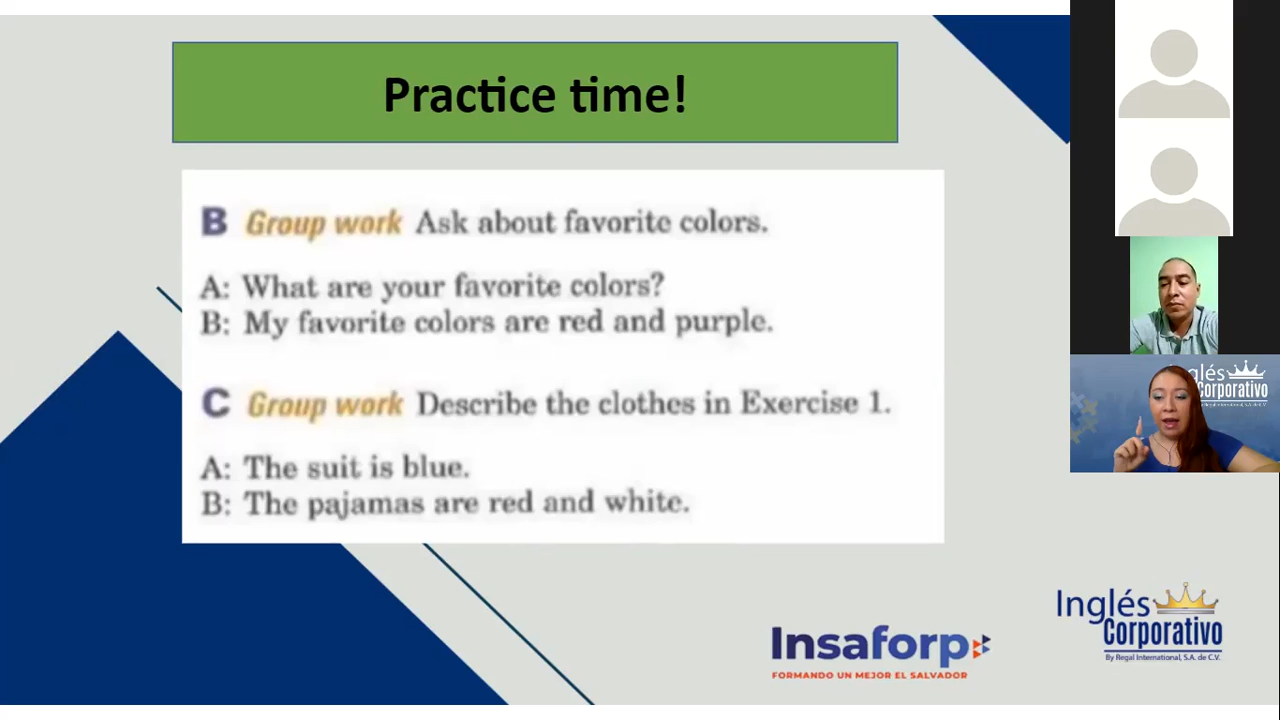 Practice time!
B Group work Ask about favorite colors.
A: What are your favorite colors?
B: My favorite colors are red and purple.
C Group work Describe the clothes in Exercise 1.
A: The suit is blue.
B: The pajamas are red and white.
Inglés
Corporativo
Insaforp
FORMANDO UN MEJOR EL SALVADOR
Inglés
Corporativo
By Regal International, S.A. de C.V.